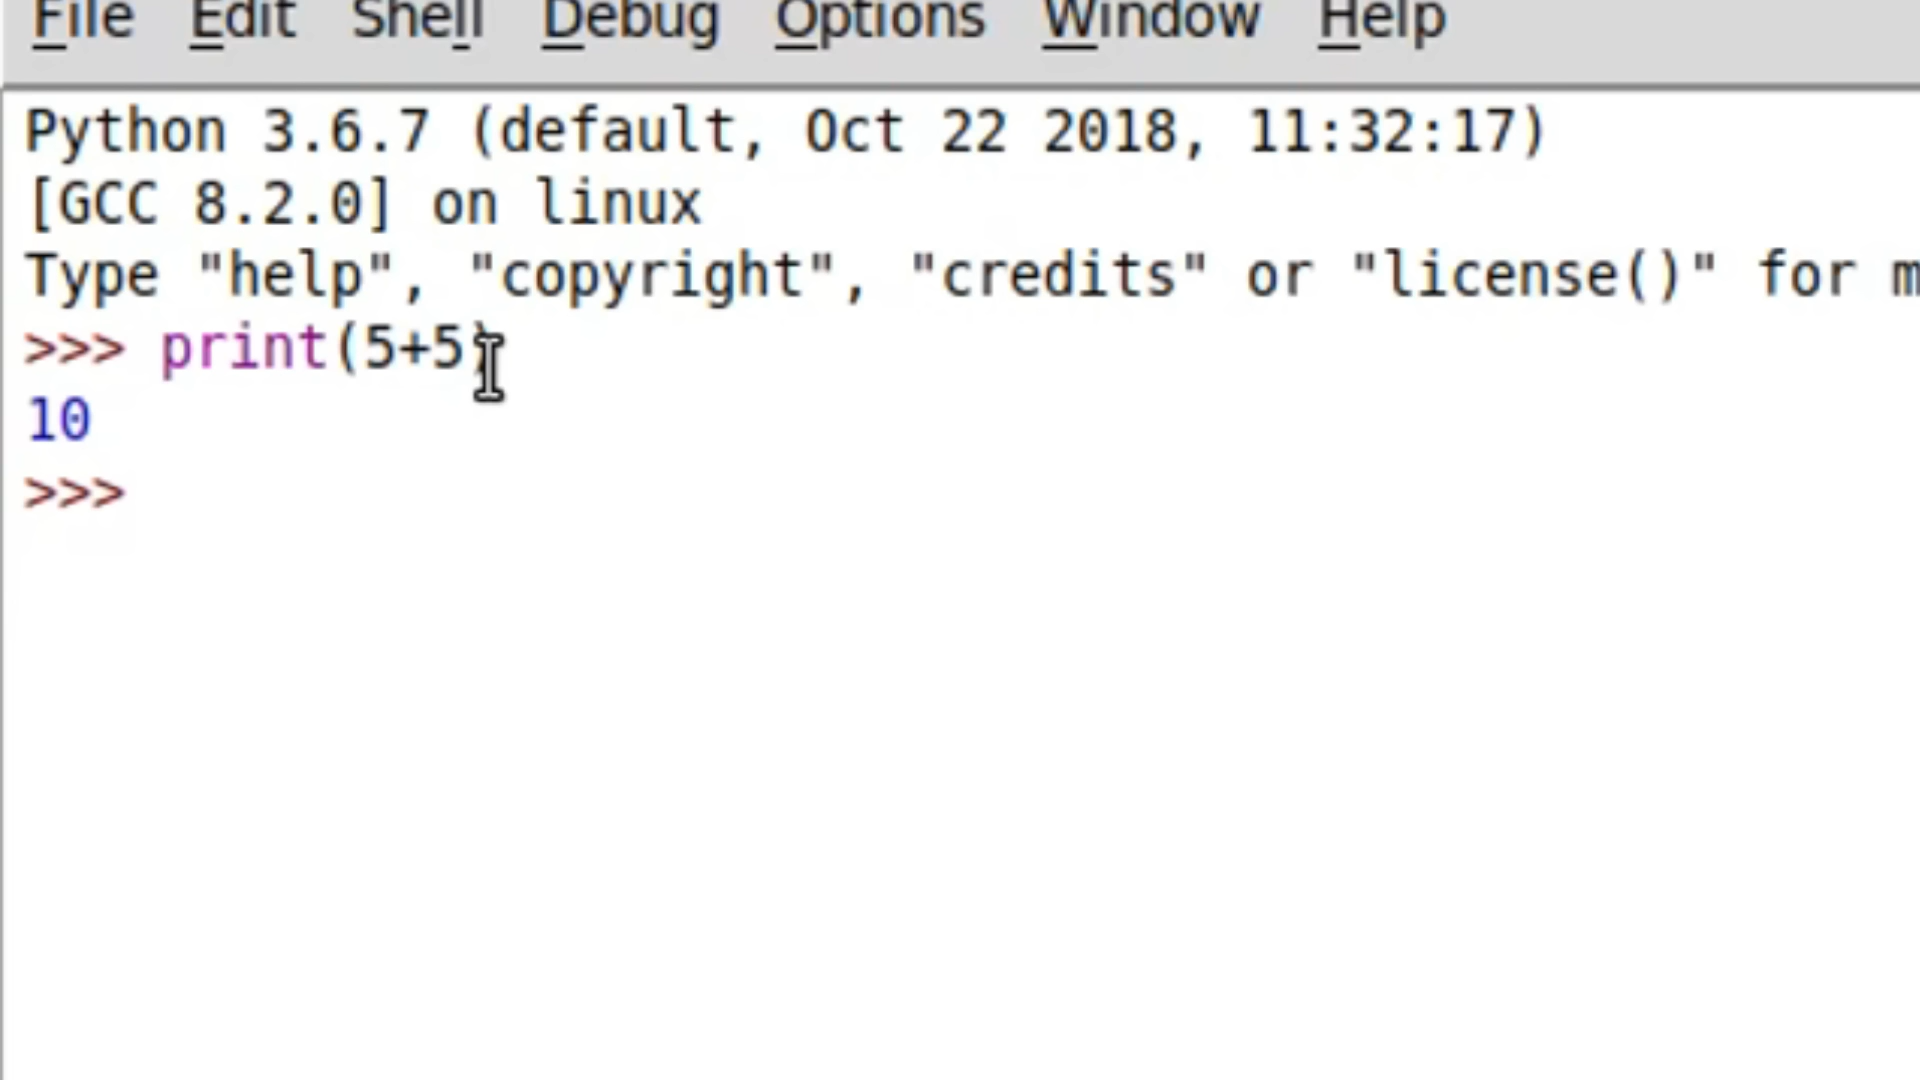 File Edit Shell Debug Options Window Help
Python 3.6.7 (default, Oct 22 2018, 11:32:17)
[GCC 8.2.0] on linux
Type "help", "copyright", "credits" or "license()" for m
>>> print(5+5)
10
>>>